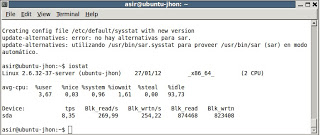 asir@ubuntu-jhon: ~
File Edit View Terminal Help
Creating config file /etc/default/sysstat with new version
update-alternatives: error: no hay alternativas para sar.
update-alternatives: utilizando /usr/bin/sar.sysstat para proveer /usr/bin/sar (sar) en modo
automático.

asir@ubuntu-jhon:~$ iostat
Linux 2.6.32-37-server (ubuntu-jhon) 27/01/12 _x86_64_ (2 CPU)

avg-cpu: %user %nice %system %iowait %steal %idle
3,67 0,03 0,96 1,61 0,00 93,73

Device: tps Blk_read/s Blk_wrtn/s Blk_read Blk_wrtn
sda 8,35 269,99 254,22 874468 823408

asir@ubuntu-jhon:~$